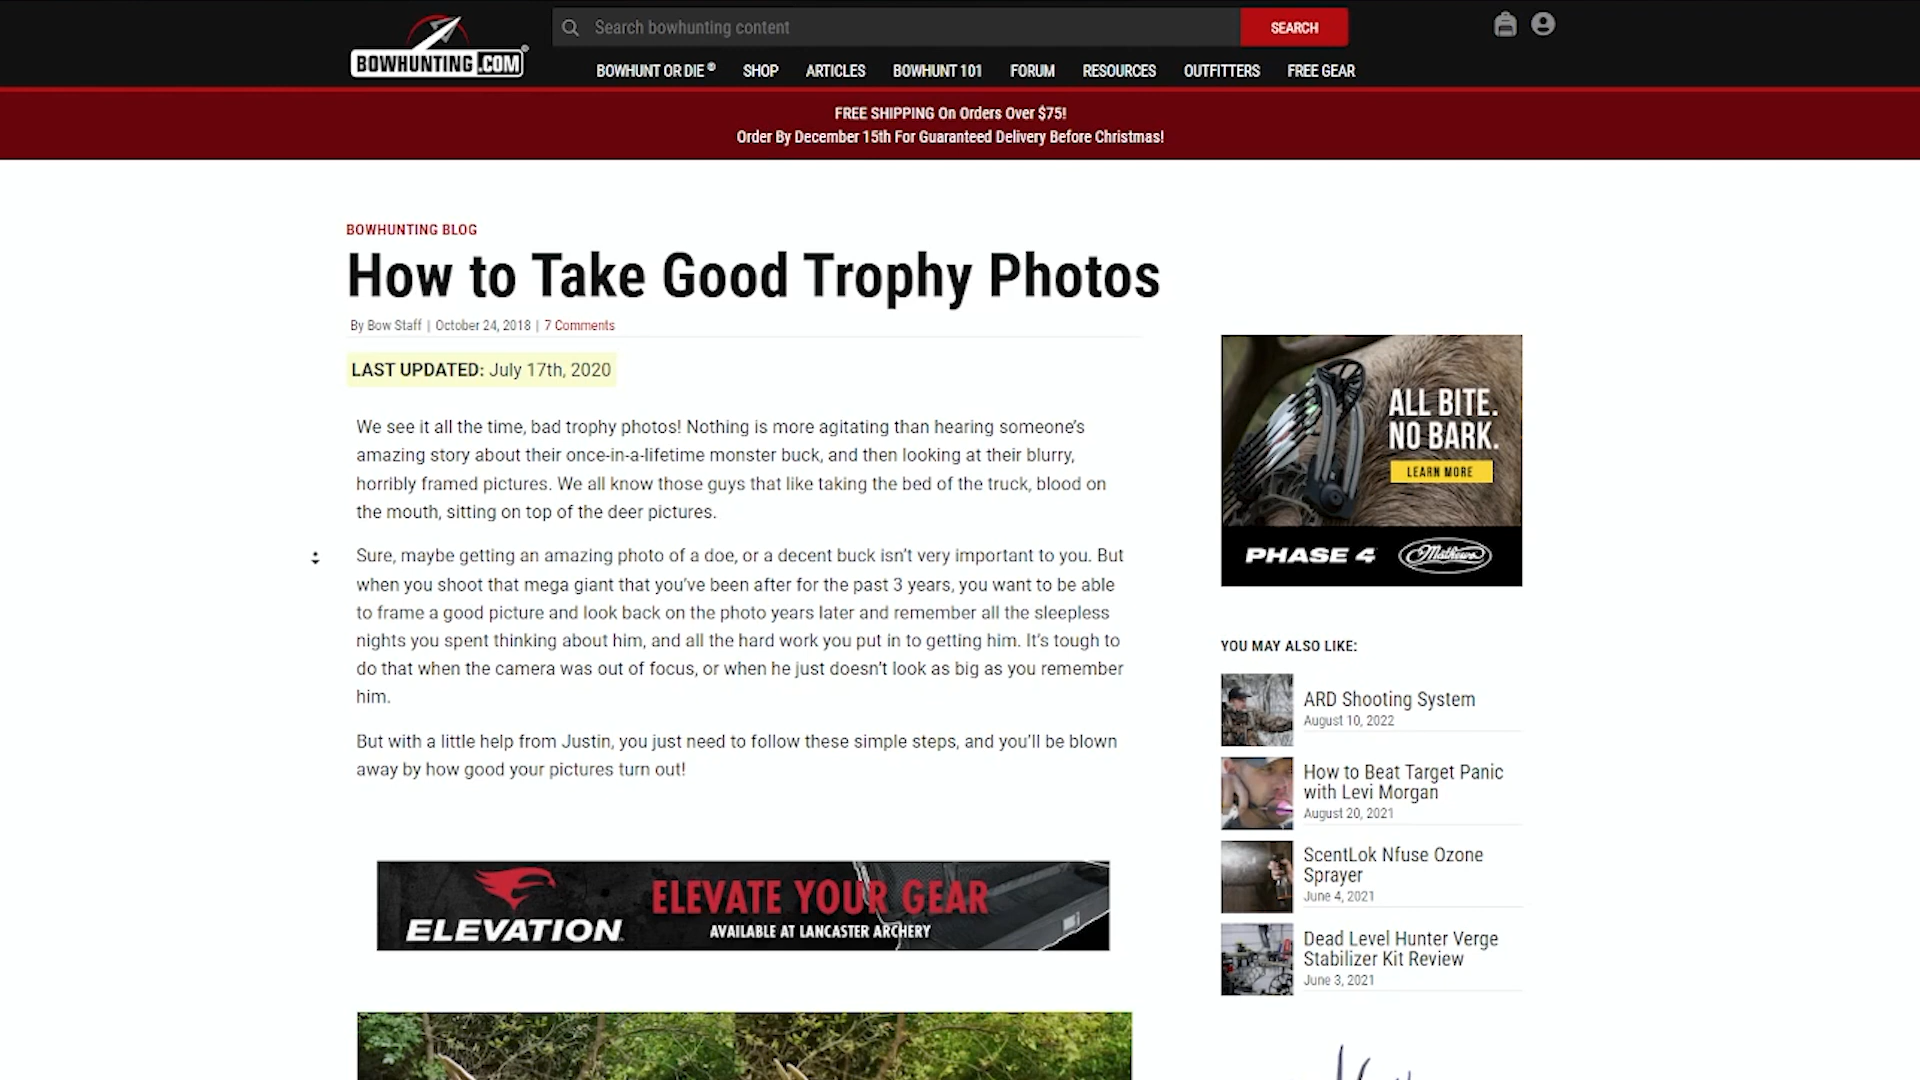 BOWHUNTING.COM®
Search bowhunting content
SEARCH
BOWHUNT OR DIE ®
SHOP
ARTICLES
BOWHUNT 101
FORUM
RESOURCES
OUTFITTERS
FREE GEAR
FREE SHIPPING On Orders Over $75!
Order By December 15th For Guaranteed Delivery Before Christmas!
BOWHUNTING BLOG
How to Take Good Trophy Photos
By Bow Staff | October 24, 2018 | 7 Comments
LAST UPDATED: July 17th, 2020
We see it all the time, bad trophy photos! Nothing is more agitating than hearing someone's
amazing story about their once-in-a-lifetime monster buck, and then looking at their blurry,
horribly framed pictures. We all know those guys that like taking the bed of the truck, blood on
the mouth, sitting on top of the deer pictures.
Sure, maybe getting an amazing photo of a doe, or a decent buck isn't very important to you. But
when you shoot that mega giant that you've been after for the past 3 years, you want to be able
to frame a good picture and look back on the photo years later and remember all the sleepless
nights you spent thinking about him, and all the hard work you put in to getting him. It's tough to
do that when the camera was out of focus, or when he just doesn't look as big as you remember
him.
But with a little help from Justin, you just need to follow these simple steps, and you'll be blown
away by how good your pictures turn out!
ELEVATION
ELEVATE YOUR GEAR
AVAILABLE AT LANCASTER ARCHERY
ALL BITE.
NO BARK.
LEARN MORE
PHASE 4
Mathews
YOU MAY ALSO LIKE:
ARD Shooting System
August 10, 2022
How to Beat Target Panic
with Levi Morgan
August 20, 2021
ScentLok Nfuse Ozone
Sprayer
June 4, 2021
Dead Level Hunter Verge
Stabilizer Kit Review
June 3, 2021